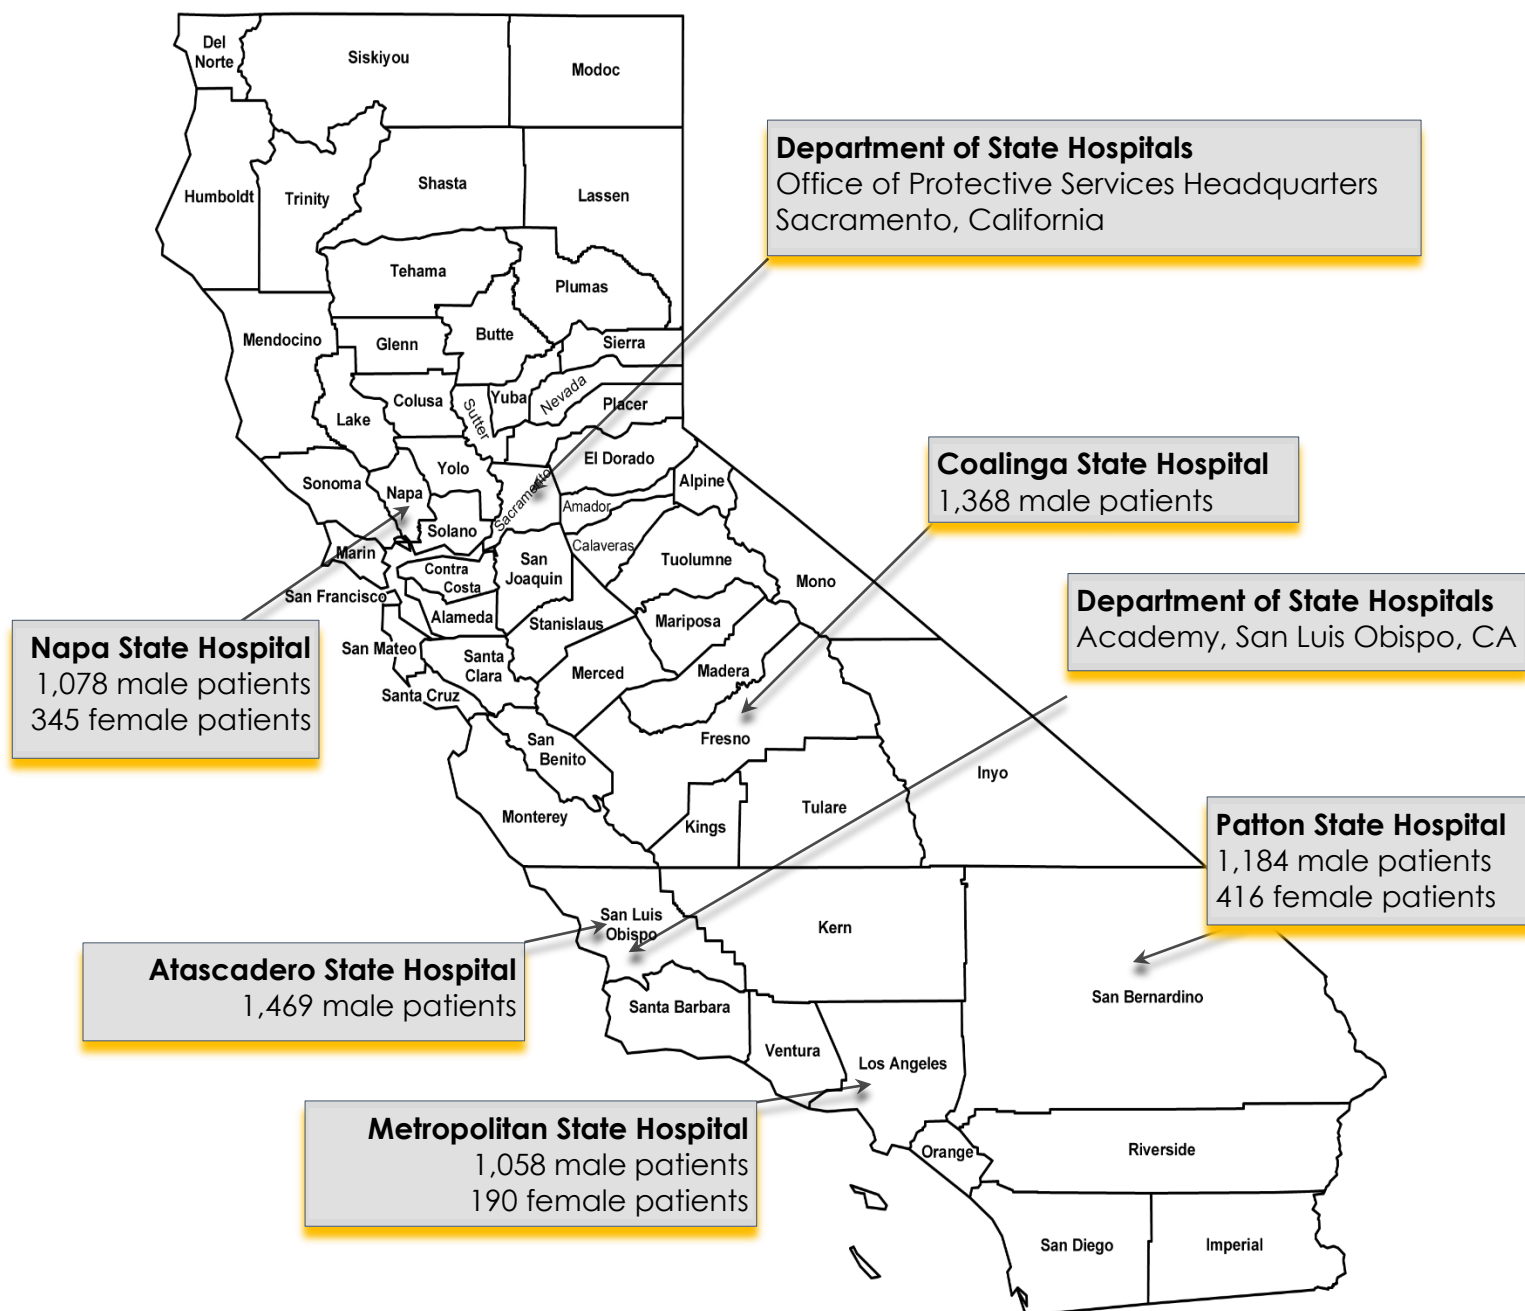 Del
Norte
Siskiyou
Modoc
Humboldt
Trinity
Shasta
Lassen
Department of State Hospitals
Office of Protective Services Headquarters
Sacramento, California
Tehama
Plumas
Mendocino
Glenn
Butte
Sierra
Lake
Colusa
Sutter
Yuba
Nevada
Placer
Sonoma
Napa
Yolo
Sacramento
El Dorado
Alpine
Coalinga State Hospital
1,368 male patients
Solano
Amador
Marin
Contra
Costa
San
Joaquin
Calaveras
Tuolumne
Mono
San Francisco
Alameda
Stanislaus
Mariposa
Department of State Hospitals
Academy, San Luis Obispo, CA
Napa State Hospital
1,078 male patients
345 female patients
San Mateo
Santa
Clara
Merced
Madera
Santa Cruz
San
Benito
Fresno
Inyo
Monterey
Kings
Tulare
Patton State Hospital
1,184 male patients
416 female patients
San Luis
Obispo
Kern
Atascadero State Hospital
1,469 male patients
Santa Barbara
San Bernardino
Ventura
Los Angeles
Metropolitan State Hospital
1,058 male patients
190 female patients
Orange
Riverside
San Diego
Imperial